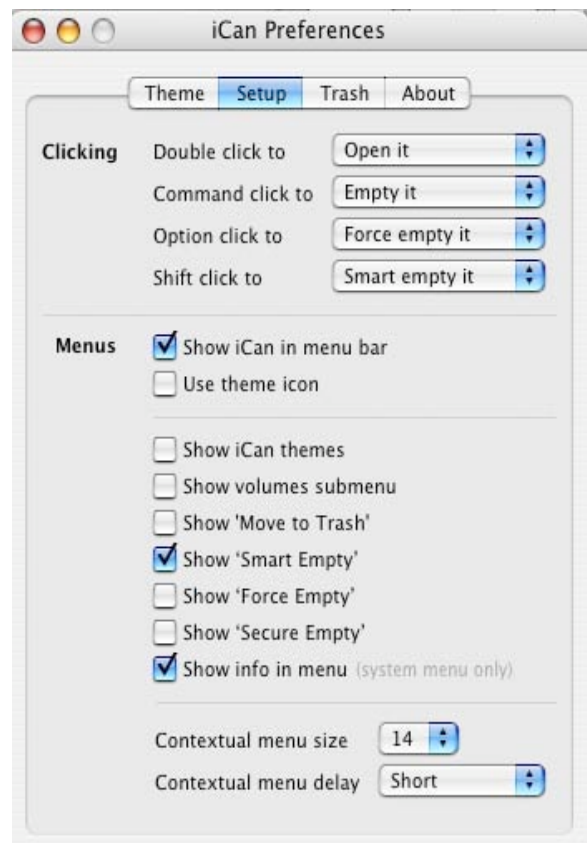 iCan Preferences
Theme Setup Trash About
Clicking Double click to Open it
Command click to Empty it
Option click to Force empty it
Shift click to Smart empty it
Menus Show iCan in menu bar
Use theme icon
Show iCan themes
Show volumes submenu
Show 'Move to Trash'
Show ‘Smart Empty’
Show ‘Force Empty’
Show ‘Secure Empty’
Show info in menu (system menu only)
Contextual menu size 14
Contextual menu delay Short